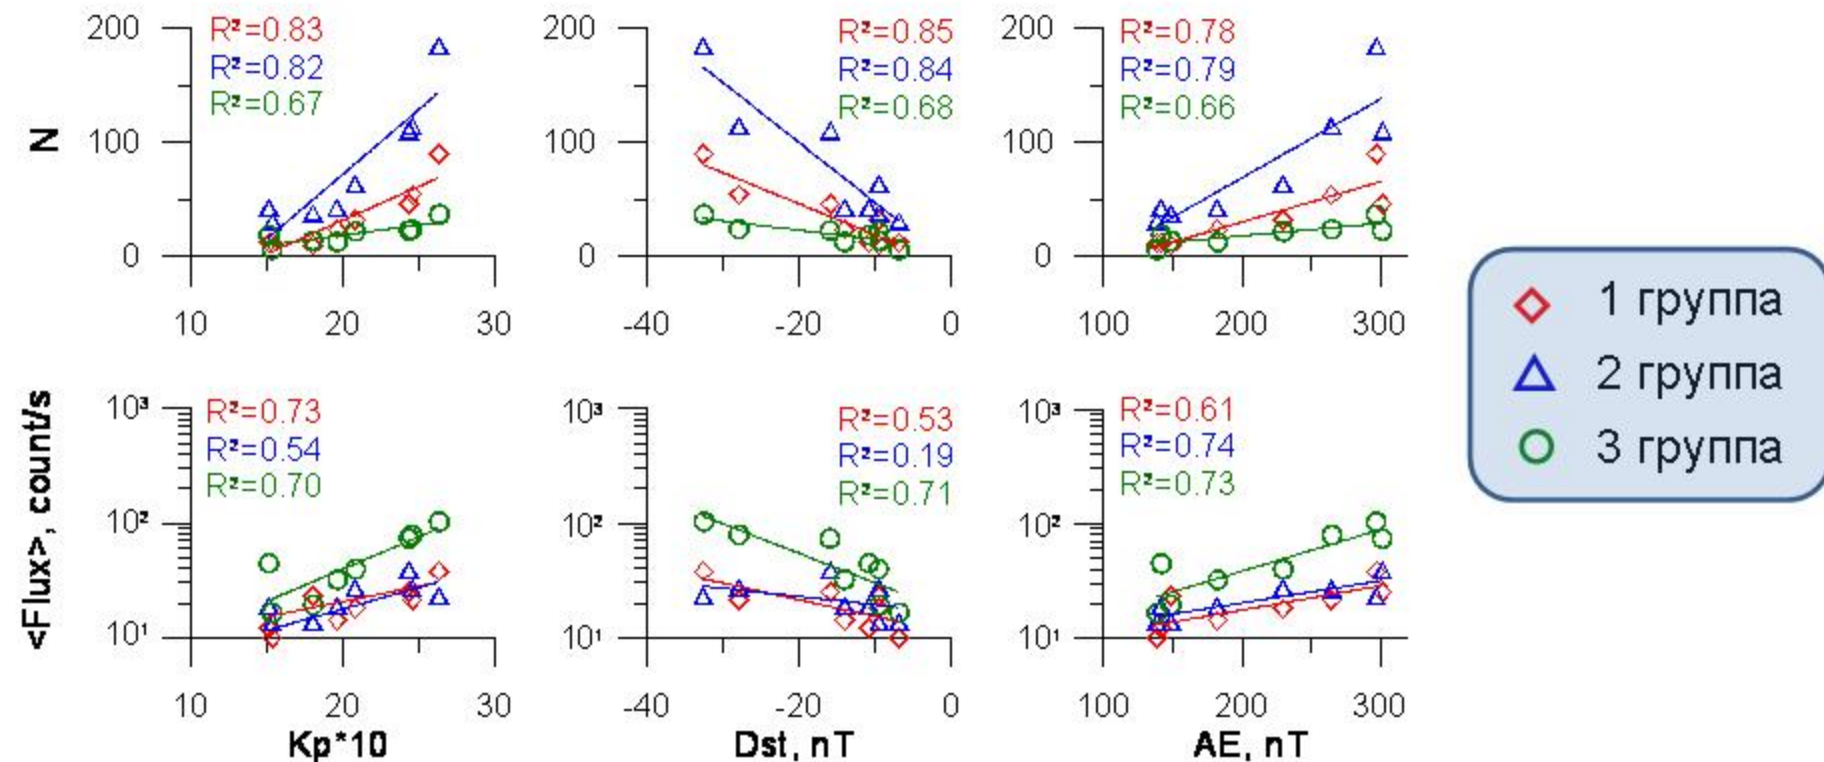 200
100
0
N
R²=0.83
R²=0.82
R²=0.67
10
20
30
200
100
0
R²=0.85
R²=0.84
R²=0.68
-40
-20
0
200
100
0
R²=0.78
R²=0.79
R²=0.66
100
200
300
10³
10²
10¹
<Flux>, count/s
R²=0.73
R²=0.54
R²=0.70
10
20
30
Kp*10
10³
10²
10¹
R²=0.53
R²=0.19
R²=0.71
-40
-20
0
Dst, nT
10³
10²
10¹
R²=0.61
R²=0.74
R²=0.73
100
200
300
AE, nT
1 группа
2 группа
3 группа